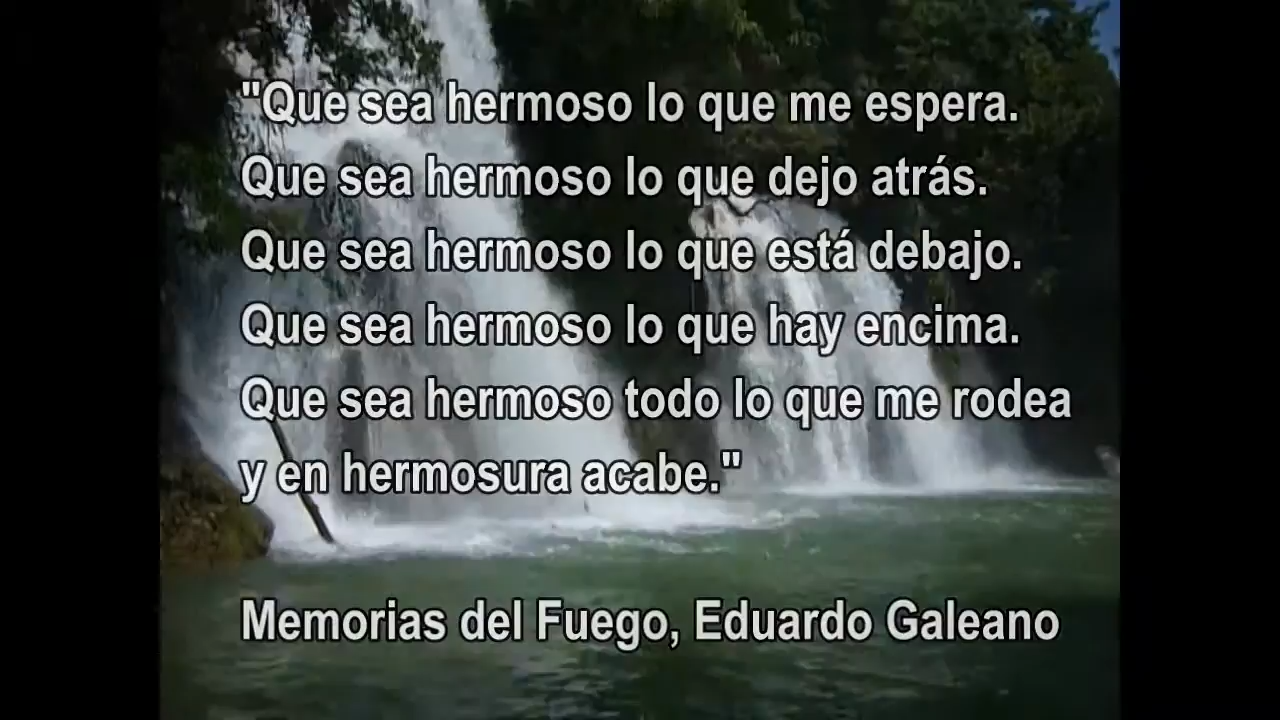 "Que sea hermoso lo que me espera.
Que sea hermoso lo que dejo atrás.
Que sea hermoso lo que está debajo.
Que sea hermoso lo que hay encima.
Que sea hermoso todo lo que me rodea
y en hermosura acabe."
Memorias del Fuego, Eduardo Galeano